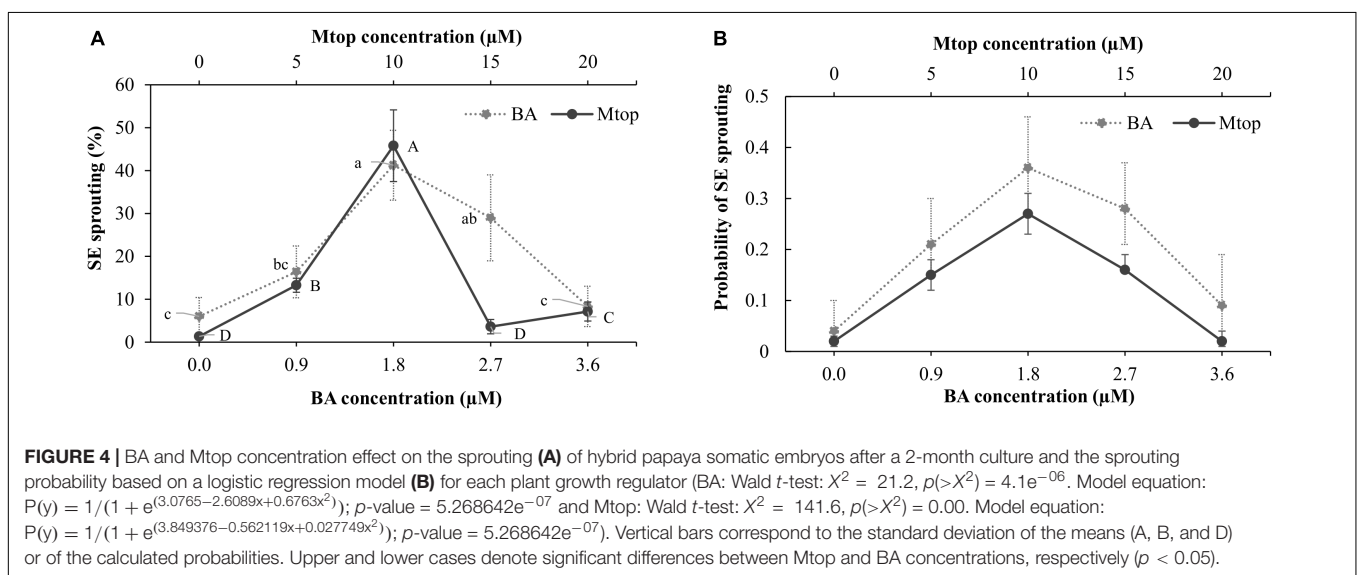 A
Mtop concentration (µM)
0 5 10 15 20
SE sprouting (%)
60
50
40
30
20
10
0
BA Mtop
c
D
bc
B
a
A
ab
D
c
C
0.0 0.9 1.8 2.7 3.6
BA concentration (µM)
B
Mtop concentration (µM)
0 5 10 15 20
Probability of SE sprouting
0.5
0.4
0.3
0.2
0.1
0
BA Mtop
0.0 0.9 1.8 2.7 3.6
BA concentration (µM)
FIGURE 4 | BA and Mtop concentration effect on the sprouting (A) of hybrid papaya somatic embryos after a 2-month culture and the sprouting
probability based on a logistic regression model (B) for each plant growth regulator (BA: Wald t-test: X² = 21.2, p(>X²) = 4.1e⁻⁰⁶. Model equation:
P(y) = 1/(1 + e^(3.0765−2.6089x+0.6763x²)); p-value = 5.268642e⁻⁰⁷ and Mtop: Wald t-test: X² = 141.6, p(>X²) = 0.00. Model equation:
P(y) = 1/(1 + e^(3.849376−0.562119x+0.027749x²)); p-value = 5.268642e⁻⁰⁷). Vertical bars correspond to the standard deviation of the means (A, B, and D)
or of the calculated probabilities. Upper and lower cases denote significant differences between Mtop and BA concentrations, respectively (p < 0.05).